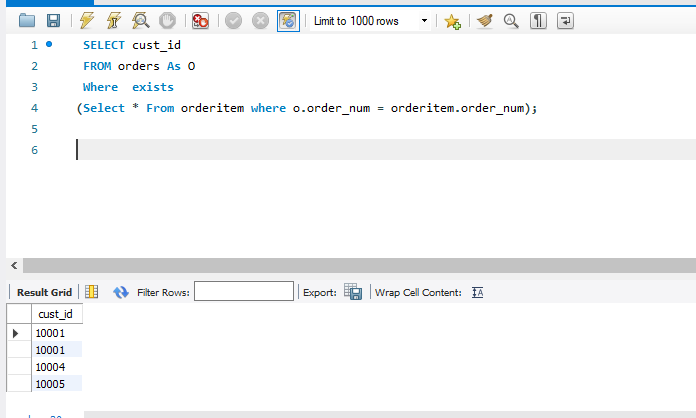 Limit to 1000 rows
1 SELECT cust_id
2 FROM orders As O
3 Where exists
4 (Select * From orderitem where o.order_num = orderitem.order_num);
5
6
Result Grid Filter Rows: Export: Wrap Cell Content: IA
cust_id
10001
10001
10004
10005